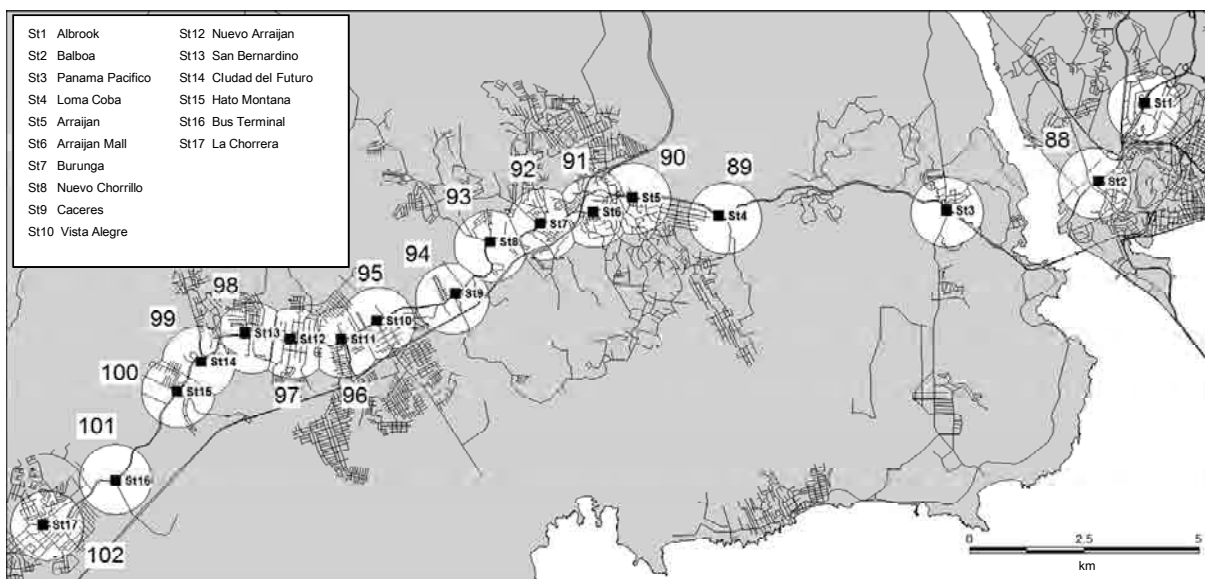 St1 Albrook
St2 Balboa
St3 Panama Pacifico
St4 Loma Coba
St5 Arraijan
St6 Arraijan Mall
St7 Burunga
St8 Nuevo Chorrillo
St9 Caceres
St10 Vista Alegre
St12 Nuevo Arraijan
St13 San Bernardino
St14 CIudad del Futuro
St15 Hato Montana
St16 Bus Terminal
St17 La Chorrera
St1
88
St2
91
90
92
89
93
St5
St6
St4
St3
St7
St8
94
St9
95
98
St10
99
St13
St12
St11
St14
100
St15
97
96
101
St16
St17
102
0
2.5
5
km